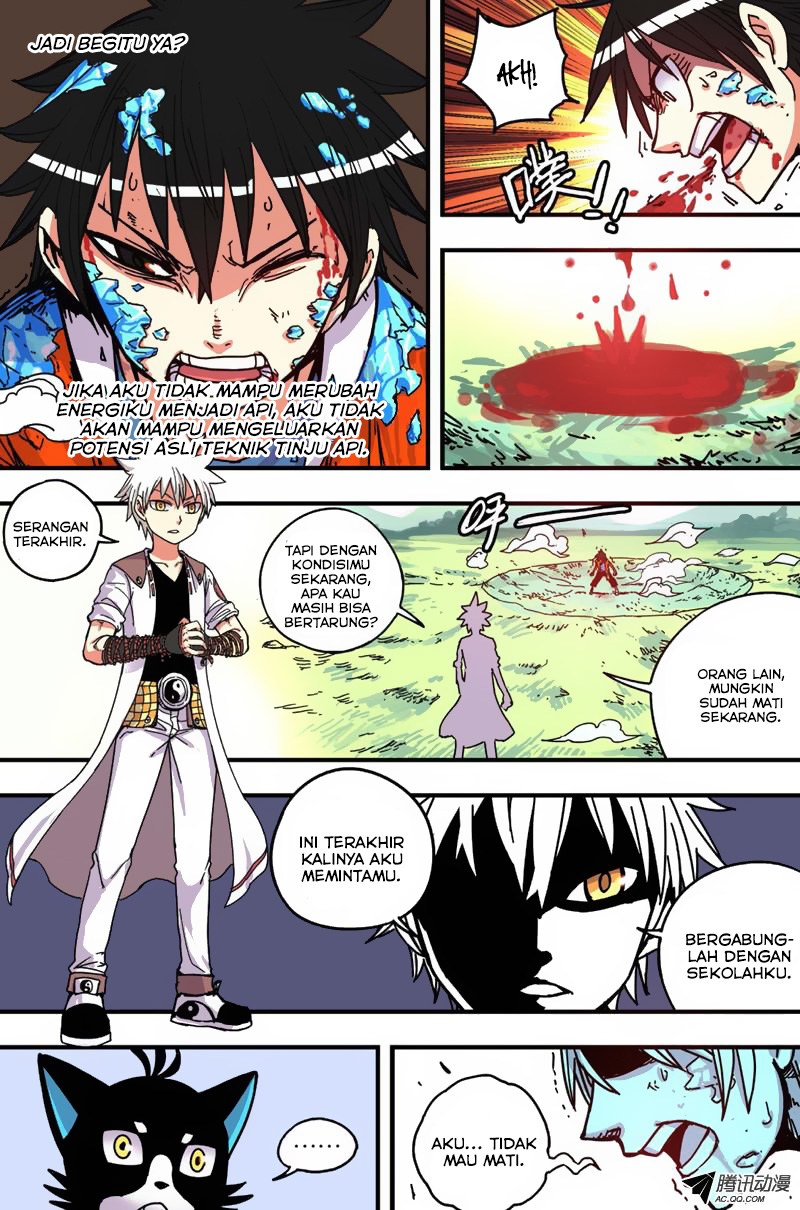 JADI BEGITU YA?
JIKA AKU TIDAK MAMPU MERUBAH
ENERGIKU MENJADI API, AKU TIDAK
AKAN MAMPU MENGELUARKAN
POTENSI ASLI TEKNIK TINJU API.
AKH!
噗!!
SERANGAN
TERAKHIR.
TAPI DENGAN
KONDISIMU
SEKARANG,
APA KAU
MASIH BISA
BERTARUNG?
呼—
ORANG LAIN,
MUNGKIN
SUDAH MATI
SEKARANG.
INI TERAKHIR
KALINYA AKU
MEMINTAMU.
BERGABUNG-
LAH DENGAN
SEKOLAHKU.
......
AKU... TIDAK
MAU MATI.
腾讯动漫
AC.QQ.COM